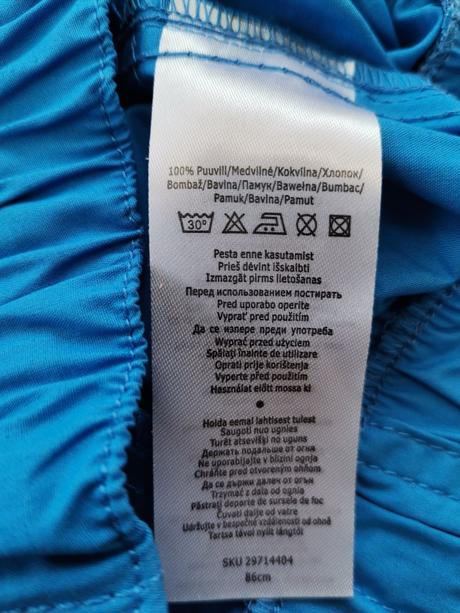 100% Puuvill/Medvilnė/Kokvilna/Хлопок/
Bombaž/Bavlna/Памук/Bawełna/Bumbac/
Pamuk/Bavlna/Pamut
30°
Pesta enne kasutamist
Prieš dėvint išskalbti
Izmazgāt pirms lietošanas
Перед использованием постирать
Pred uporabo operite
Vyprať pred použitím
Да се изпере преди употреба
Wyprać przed użyciem
Spălați înainte de utilizare
Oprati prije korištenja
Vyperte před použitím
Használat előtt mossa ki
Hoida eemal lahtisest tulest
Saugoti nuo ugnies
Turēt atsevišķi no uguns
Держать подальше от огня
Ne uporabljajte v bližini ognja
Chráňte pred otvoreným ohňom
Да се държи далеч от огън
Trzymać z dala od ognia
Păstrați departe de sursele de foc
Čuvati dalje od vatre
Udržujte v bezpečné vzdálenosti od ohně
Tartsa távol nyílt lángtól
SKU 29714404
86cm